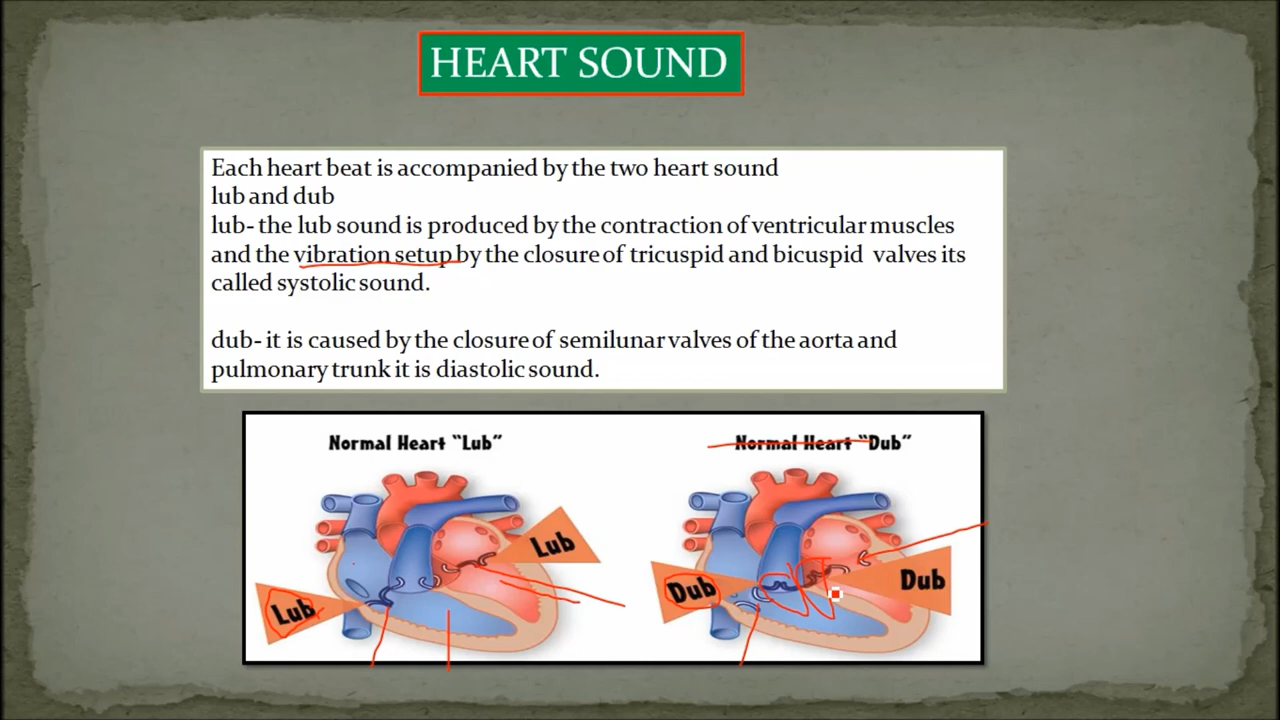 HEART SOUND
Each heart beat is accompanied by the two heart sound
lub and dub
lub- the lub sound is produced by the contraction of ventricular muscles
and the vibration setup by the closure of tricuspid and bicuspid valves its
called systolic sound.
dub- it is caused by the closure of semilunar valves of the aorta and
pulmonary trunk it is diastolic sound.
Normal Heart "Lub"
Lub
Lub
Normal Heart "Dub"
Dub
Dub